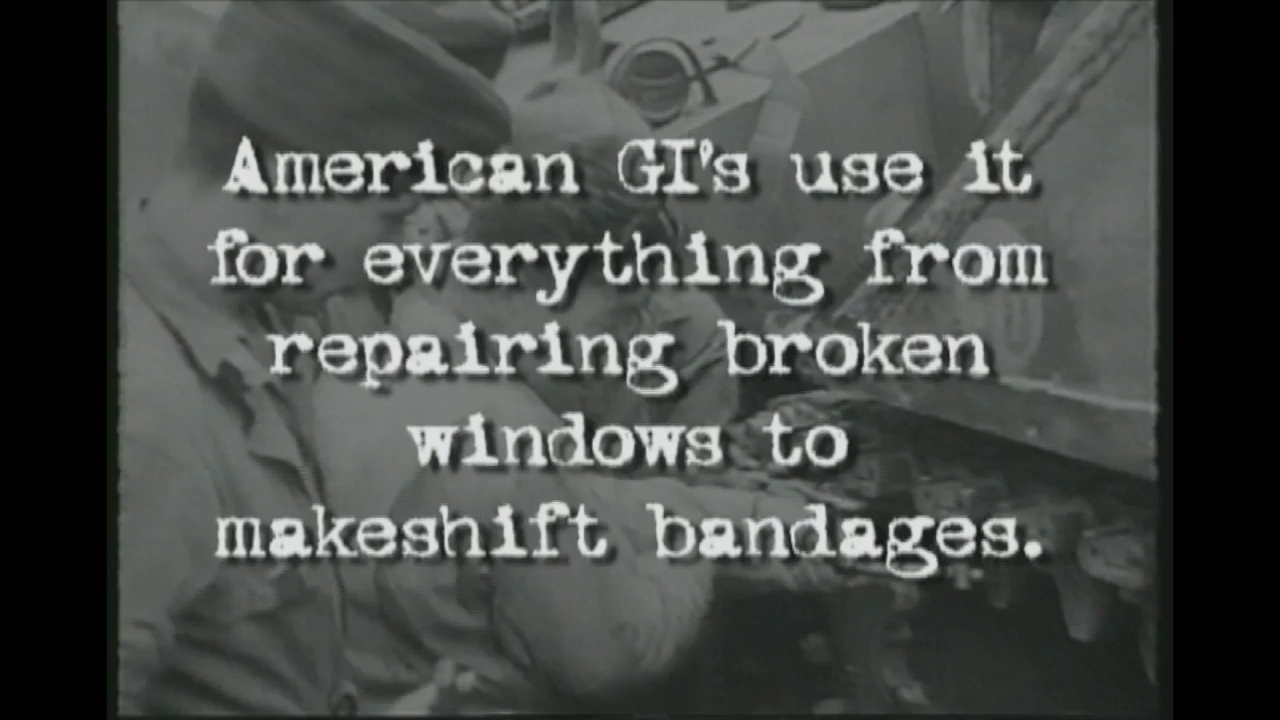 American GI's use it
for everything from
repairing broken
windows to
makeshift bandages.